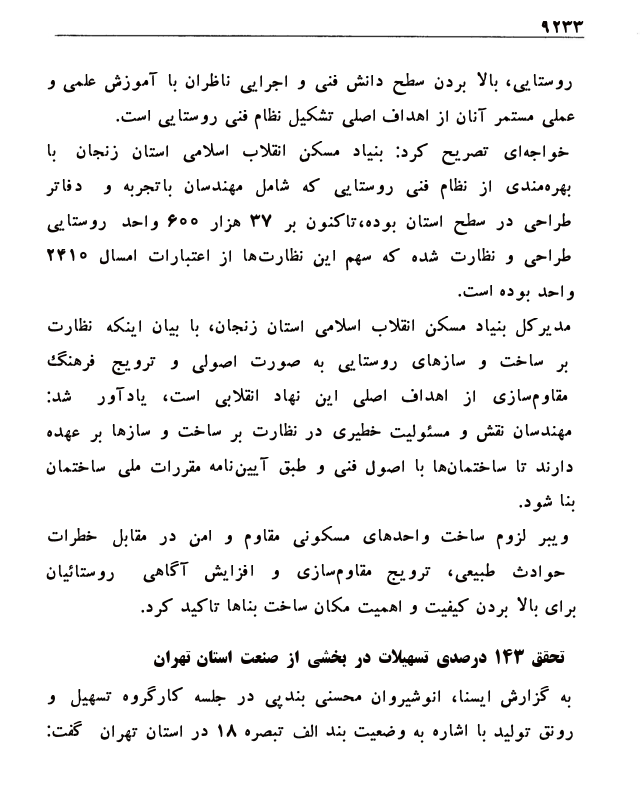 ۹۲۳۳
روستایی، بالا بردن سطح دانش فنی و اجرایی ناظران با آموزش علمی و
عملی مستمر آنان از اهداف اصلی تشکیل نظام فنی روستایی است.
خواجه‌ای تصریح کرد: بنیاد مسکن انقلاب اسلامی استان زنجان با
بهره‌مندی از نظام فنی روستایی که شامل مهندسان باتجربه و دفاتر
طراحی در سطح استان بوده،تاکنون بر ۳۷ هزار ۶۰۰ واحد روستایی
طراحی و نظارت شده که سهم این نظارت‌ها از اعتبارات امسال ۲۴۱۰
واحد بوده است.
مدیرکل بنیاد مسکن انقلاب اسلامی استان زنجان، با بیان اینکه نظارت
بر ساخت و سازهای روستایی به صورت اصولی و ترویج فرهنگ
مقاوم‌سازی از اهداف اصلی این نهاد انقلابی است، یادآور شد:
مهندسان نقش و مسئولیت خطیری در نظارت بر ساخت و سازها بر عهده
دارند تا ساختمان‌ها با اصول فنی و طبق آیین‌نامه مقررات ملی ساختمان
بنا شود.
ویبر لزوم ساخت واحدهای مسکونی مقاوم و امن در مقابل خطرات
حوادث طبیعی، ترویج مقاوم‌سازی و افزایش آگاهی روستائیان
برای بالا بردن کیفیت و اهمیت مکان ساخت بناها تاکید کرد.
تحقق ۱۴۳ درصدی تسهیلات در بخشی از صنعت استان تهران
به گزارش ایسنا، انوشیروان محسنی بندپی در جلسه کارگروه تسهیل و
رونق تولید با اشاره به وضعیت بند الف تبصره ۱۸ در استان تهران گفت: